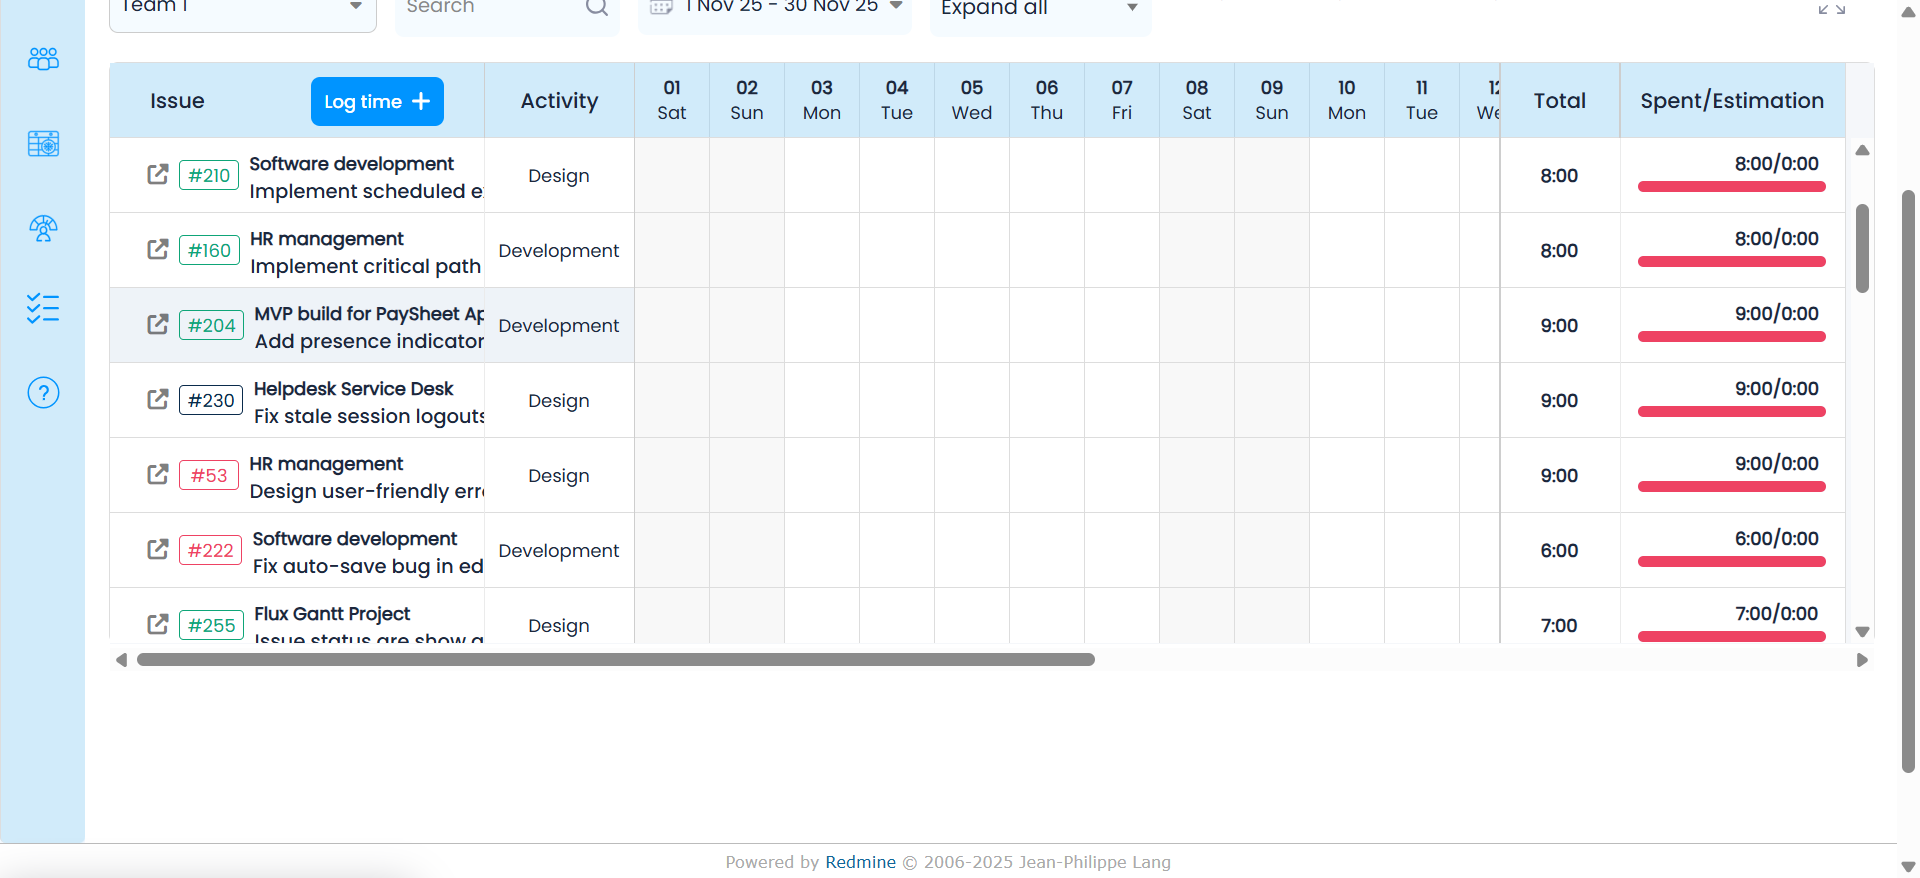 Team 1
Search
1 Nov 25 - 30 Nov 25
Expand all
Issue
Log time +
Activity
01 Sat
02 Sun
03 Mon
04 Tue
05 Wed
06 Thu
07 Fri
08 Sat
09 Sun
10 Mon
11 Tue
Total
Spent/Estimation
#210
Software development
Implement scheduled
Design
8:00
8:00/0:00
#160
HR management
Implement critical path
Development
8:00
8:00/0:00
#204
MVP build for PaySheet Ap
Add presence indicator
Development
9:00
9:00/0:00
#230
Helpdesk Service Desk
Fix stale session logouts
Design
9:00
9:00/0:00
#53
HR management
Design user-friendly err
Design
9:00
9:00/0:00
#222
Software development
Fix auto-save bug in ed
Development
6:00
6:00/0:00
#255
Flux Gantt Project
Issue status are show
Design
7:00
7:00/0:00
?
Powered by Redmine © 2006-2025 Jean-Philippe Lang